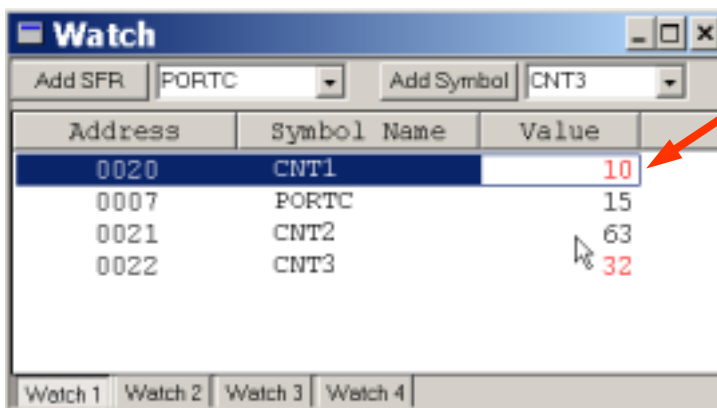 Watch
Add SFR PORTC Add Symbol CNT3
Address Symbol Name Value
0020 CNT1 10
0007 PORTC 15
0021 CNT2 63
0022 CNT3 32
Watch 1 Watch 2 Watch 3 Watch 4